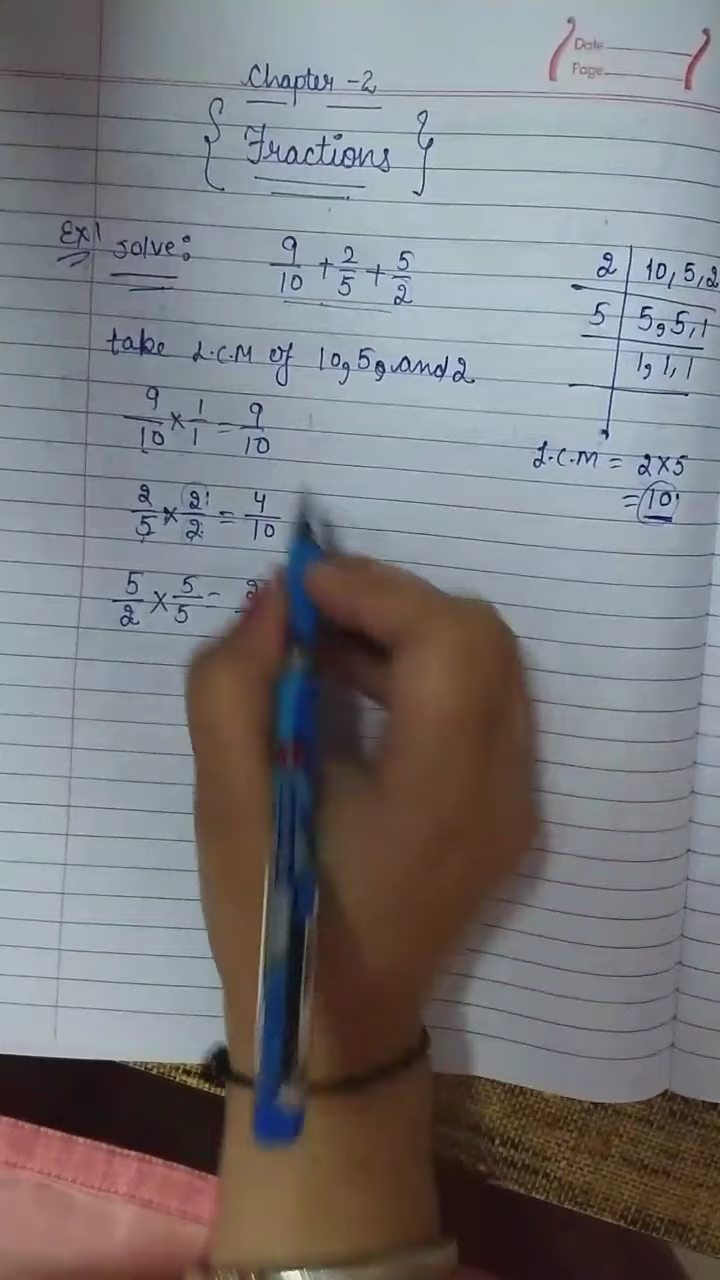 Date
Page
Chapter -2
{ Fractions }
Ex1 solve: 9/10 + 2/5 + 5/2
2 | 10, 5, 2
5 | 5, 5, 1
1, 1, 1
take L.C.M of 10, 5, and 2
9/10 × 1/1 = 9/10
L.C.M = 2×5
= 10
2/5 × 2/2 = 4/10
5/2 × 5/5 =